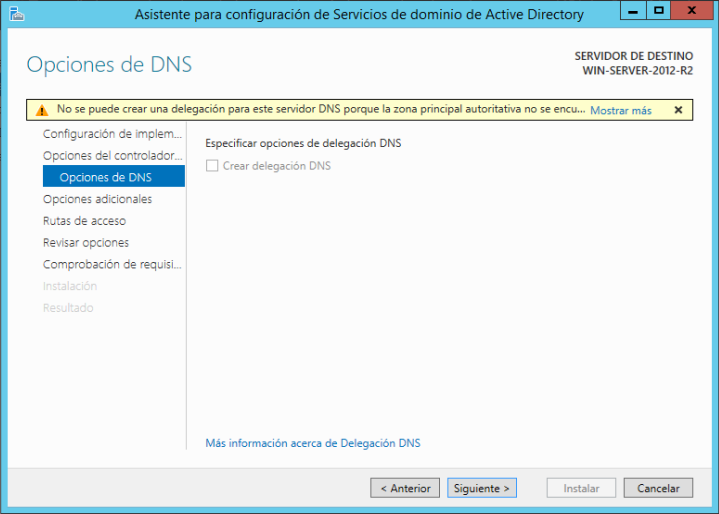 Asistente para configuración de Servicios de dominio de Active Directory
Opciones de DNS
SERVIDOR DE DESTINO
WIN-SERVER-2012-R2
No se puede crear una delegación para este servidor DNS porque la zona principal autoritativa no se encu... Mostrar más
Configuración de implem...
Opciones del controlador...
Opciones de DNS
Opciones adicionales
Rutas de acceso
Revisar opciones
Comprobación de requisi...
Instalación
Resultado
Especificar opciones de delegación DNS
Crear delegación DNS
Más información acerca de Delegación DNS
< Anterior
Siguiente >
Instalar
Cancelar